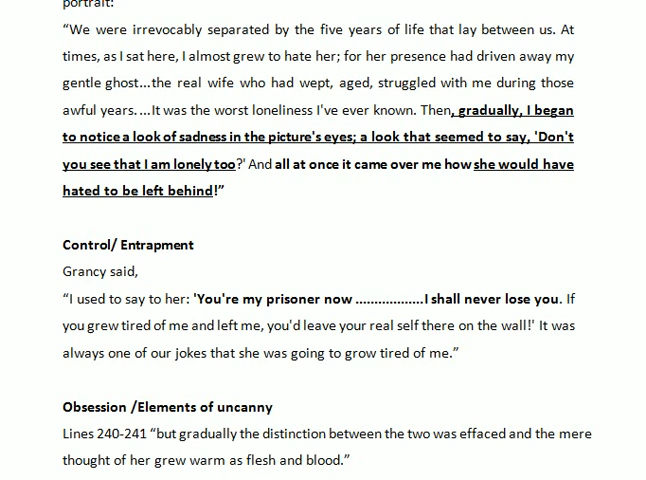 portrait:
“We were irrevocably separated by the five years of life that lay between us. At
times, as I sat here, I almost grew to hate her; for her presence had driven away my
gentle ghost...the real wife who had wept, aged, struggled with me during those
awful years....It was the worst loneliness I've ever known. Then, gradually, I began
to notice a look of sadness in the picture's eyes; a look that seemed to say, 'Don't
you see that I am lonely too?' And all at once it came over me how she would have
hated to be left behind!”
Control/ Entrapment
Grancy said,
“I used to say to her: 'You're my prisoner now ..................I shall never lose you. If
you grew tired of me and left me, you'd leave your real self there on the wall!' It was
always one of our jokes that she was going to grow tired of me.”
Obsession /Elements of uncanny
Lines 240-241 “but gradually the distinction between the two was effaced and the mere
thought of her grew warm as flesh and blood.”